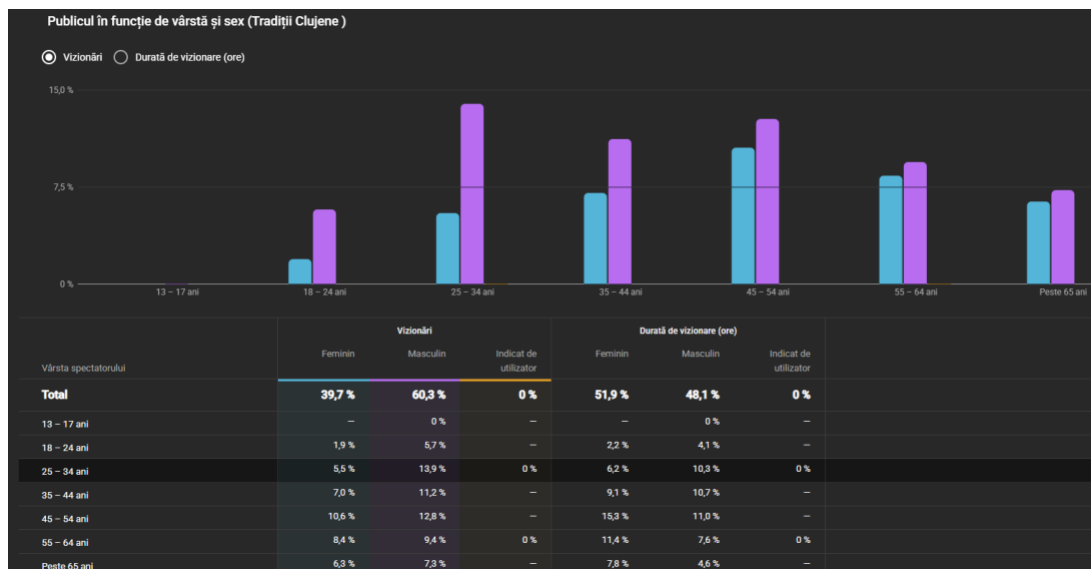 Publicul în funcție de vârstă și sex (Tradiții Clujene )
Vizionări Durată de vizionare (ore)
15,0 %
7,5 %
0 %
13 – 17 ani 18 – 24 ani 25 – 34 ani 35 – 44 ani 45 – 54 ani 55 – 64 ani Peste 65 ani
Vizionări Durată de vizionare (ore)
Vârsta spectatorului Feminin Masculin Indicat de utilizator Feminin Masculin Indicat de utilizator
Total 39,7 % 60,3 % 0 % 51,9 % 48,1 % 0 %
13 – 17 ani — 0 % — — 0 % —
18 – 24 ani 1,9 % 5,7 % — 2,2 % 4,1 % —
25 – 34 ani 5,5 % 13,9 % 0 % 6,2 % 10,3 % 0 %
35 – 44 ani 7,0 % 11,2 % — 9,1 % 10,7 % —
45 – 54 ani 10,6 % 12,8 % — 15,3 % 11,0 % —
55 – 64 ani 8,4 % 9,4 % 0 % 11,4 % 7,6 % 0 %
Peste 65 ani 6,3 % 7,3 % — 7,8 % 4,6 % —